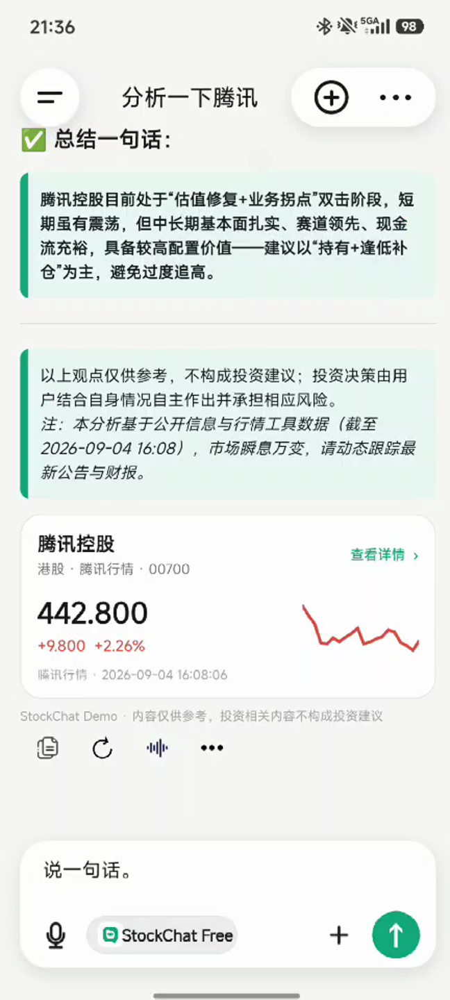 21:36
5GA 98
分析一下腾讯
✅ 总结一句话：
腾讯控股目前处于“估值修复+业务拐点”双击阶段，短
期虽有震荡，但中长期基本面扎实、赛道领先、现金
流充裕，具备较高配置价值——建议以“持有+逢低补
仓”为主，避免过度追高。
以上观点仅供参考，不构成投资建议；投资决策由用
户结合自身情况自主作出并承担相应风险。
注：本分析基于公开信息与行情工具数据（截至
2026-09-04 16:08），市场瞬息万变，请动态跟踪最
新公告与财报。
腾讯控股
查看详情 ›
港股 · 腾讯行情 · 00700
442.800
+9.800 +2.26%
腾讯行情 · 2026-09-04 16:08:06
StockChat Demo · 内容仅供参考，投资相关内容不构成投资建议
说一句话。
StockChat Free